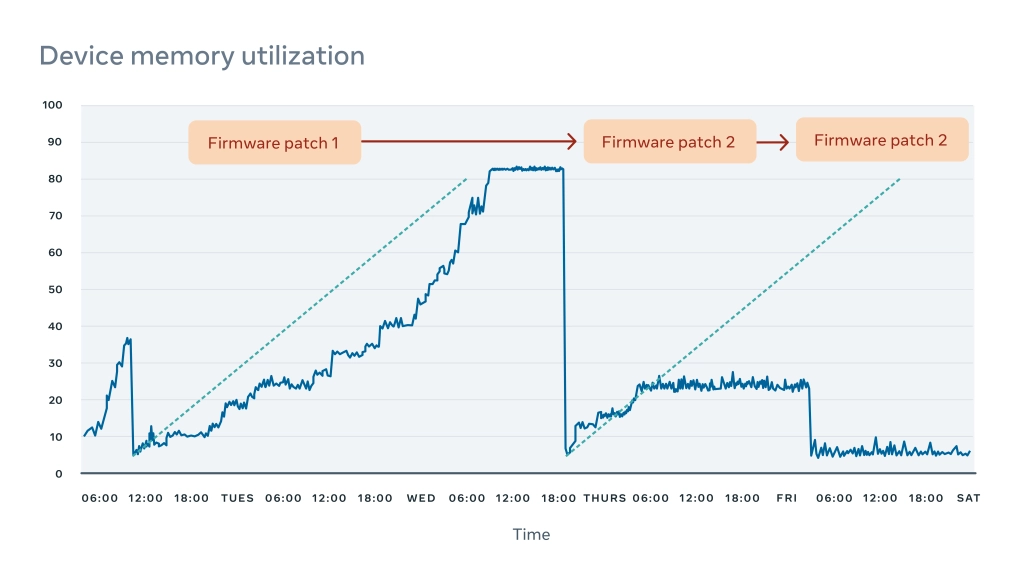 Device memory utilization
100
90
80
70
60
50
40
30
20
10
0
Firmware patch 1
Firmware patch 2
Firmware patch 2
06:00 12:00 18:00 TUES 06:00 12:00 18:00 WED 06:00 12:00 18:00 THURS 06:00 12:00 18:00 FRI 06:00 12:00 18:00 SAT
Time